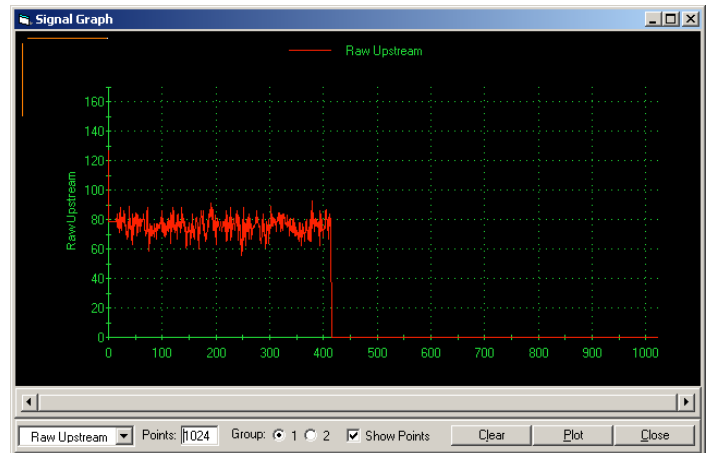 Signal Graph
Raw Upstream
160
140
120
100
80
60
40
20
0
Raw Upstream
0 100 200 300 400 500 600 700 800 900 1000
Raw Upstream Points: 1024 Group: 1 2 Show Points Clear Plot Close